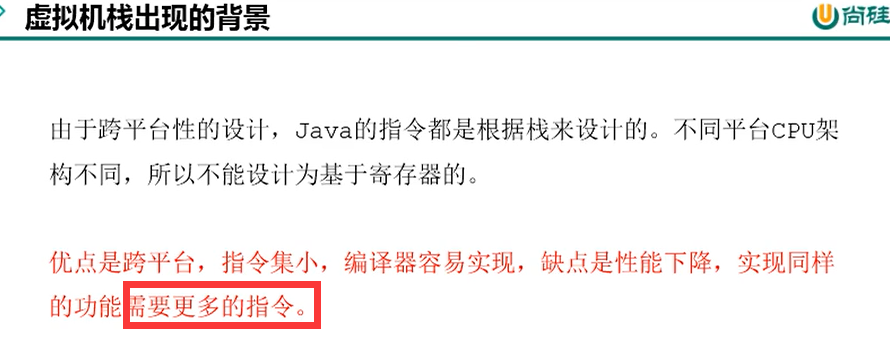 虚拟机栈出现的背景
尚硅
由于跨平台性的设计，Java的指令都是根据栈来设计的。不同平台CPU架
构不同，所以不能设计为基于寄存器的。
优点是跨平台，指令集小，编译器容易实现，缺点是性能下降，实现同样
的功能需要更多的指令。